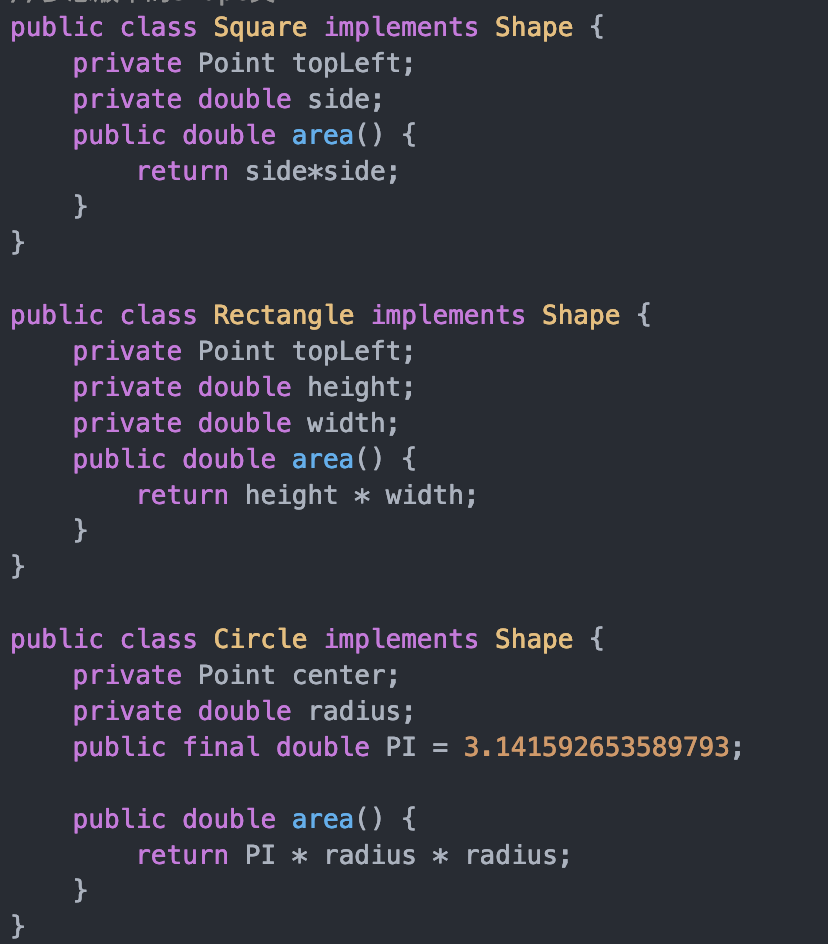 public class Square implements Shape {
    private Point topLeft;
    private double side;
    public double area() {
        return side*side;
    }
}

public class Rectangle implements Shape {
    private Point topLeft;
    private double height;
    private double width;
    public double area() {
        return height * width;
    }
}

public class Circle implements Shape {
    private Point center;
    private double radius;
    public final double PI = 3.141592653589793;

    public double area() {
        return PI * radius * radius;
    }
}